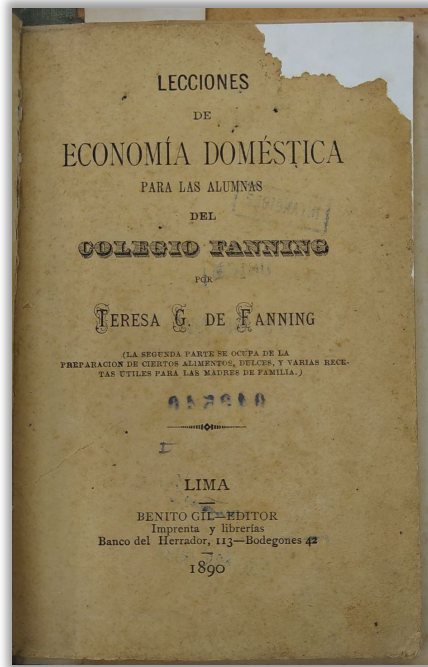 LECCIONES
DE
ECONOMÍA DOMÉSTICA
PARA LAS ALUMNAS
DEL
COLEGIO FANNING
POR
TERESA G. DE FANNING
(LA SEGUNDA PARTE SE OCUPA DE LA
PREPARACION DE CIERTOS ALIMENTOS, DULCES, Y VARIAS RECE-
TAS UTILES PARA LAS MADRES DE FAMILIA.)
LIMA
BENITO GIL—EDITOR
Imprenta y librerías
Banco del Herrador, 113—Bodegones 42
1890